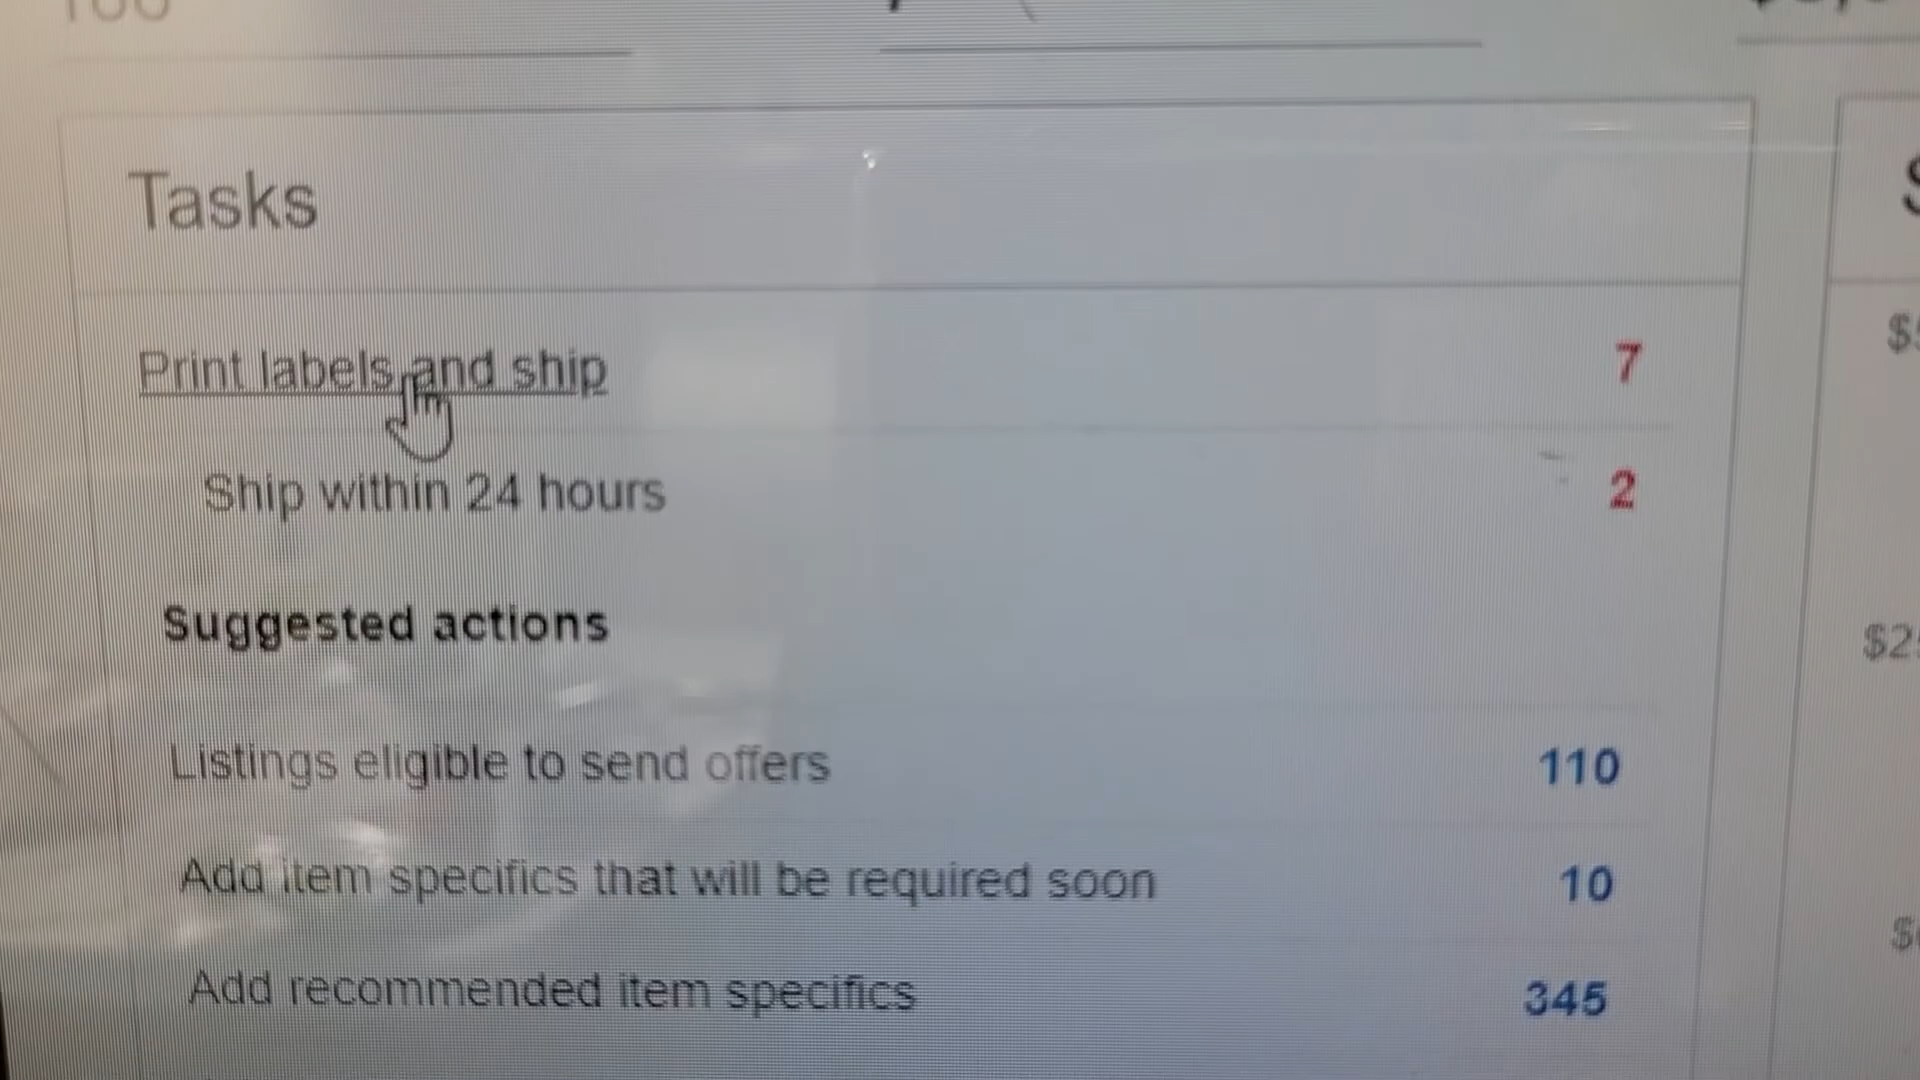 Tasks
Print labels and ship 7
Ship within 24 hours 2
Suggested actions
Listings eligible to send offers 110
Add item specifics that will be required soon 10
Add recommended item specifics 345